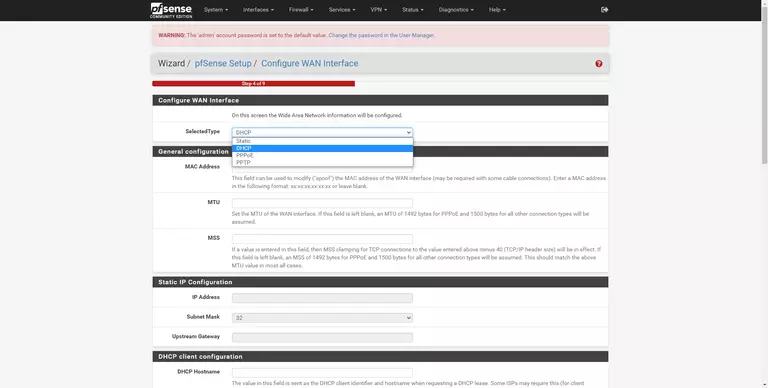 pfsense
COMMUNITY EDITION
System
Interfaces
Firewall
Services
VPN
Status
Diagnostics
Help
WARNING: The 'admin' account password is set to the default value. Change the password in the User Manager.
Wizard / pfSense Setup / Configure WAN Interface
Step 4 of 9
Configure WAN Interface
On this screen the Wide Area Network information will be configured.
SelectedType
DHCP
Static
DHCP
PPPoE
PPTP
General configuration
MAC Address
This field can be used to modify ("spoof") the MAC address of the WAN interface (may be required with some cable connections). Enter a MAC address
in the following format: xx:xx:xx:xx:xx:xx or leave blank.
MTU
Set the MTU of the WAN interface. If this field is left blank, an MTU of 1492 bytes for PPPoE and 1500 bytes for all other connection types will be
assumed.
MSS
If a value is entered in this field, then MSS clamping for TCP connections to the value entered above minus 40 (TCP/IP header size) will be in effect. If
this field is left blank, an MSS of 1492 bytes for PPPoE and 1500 bytes for all other connection types will be assumed. This should match the above
MTU value in most all cases.
Static IP Configuration
IP Address
Subnet Mask
32
Upstream Gateway
DHCP client configuration
DHCP Hostname
The value in this field is sent as the DHCP client identifier and hostname when requesting a DHCP lease. Some ISPs may require this (for client